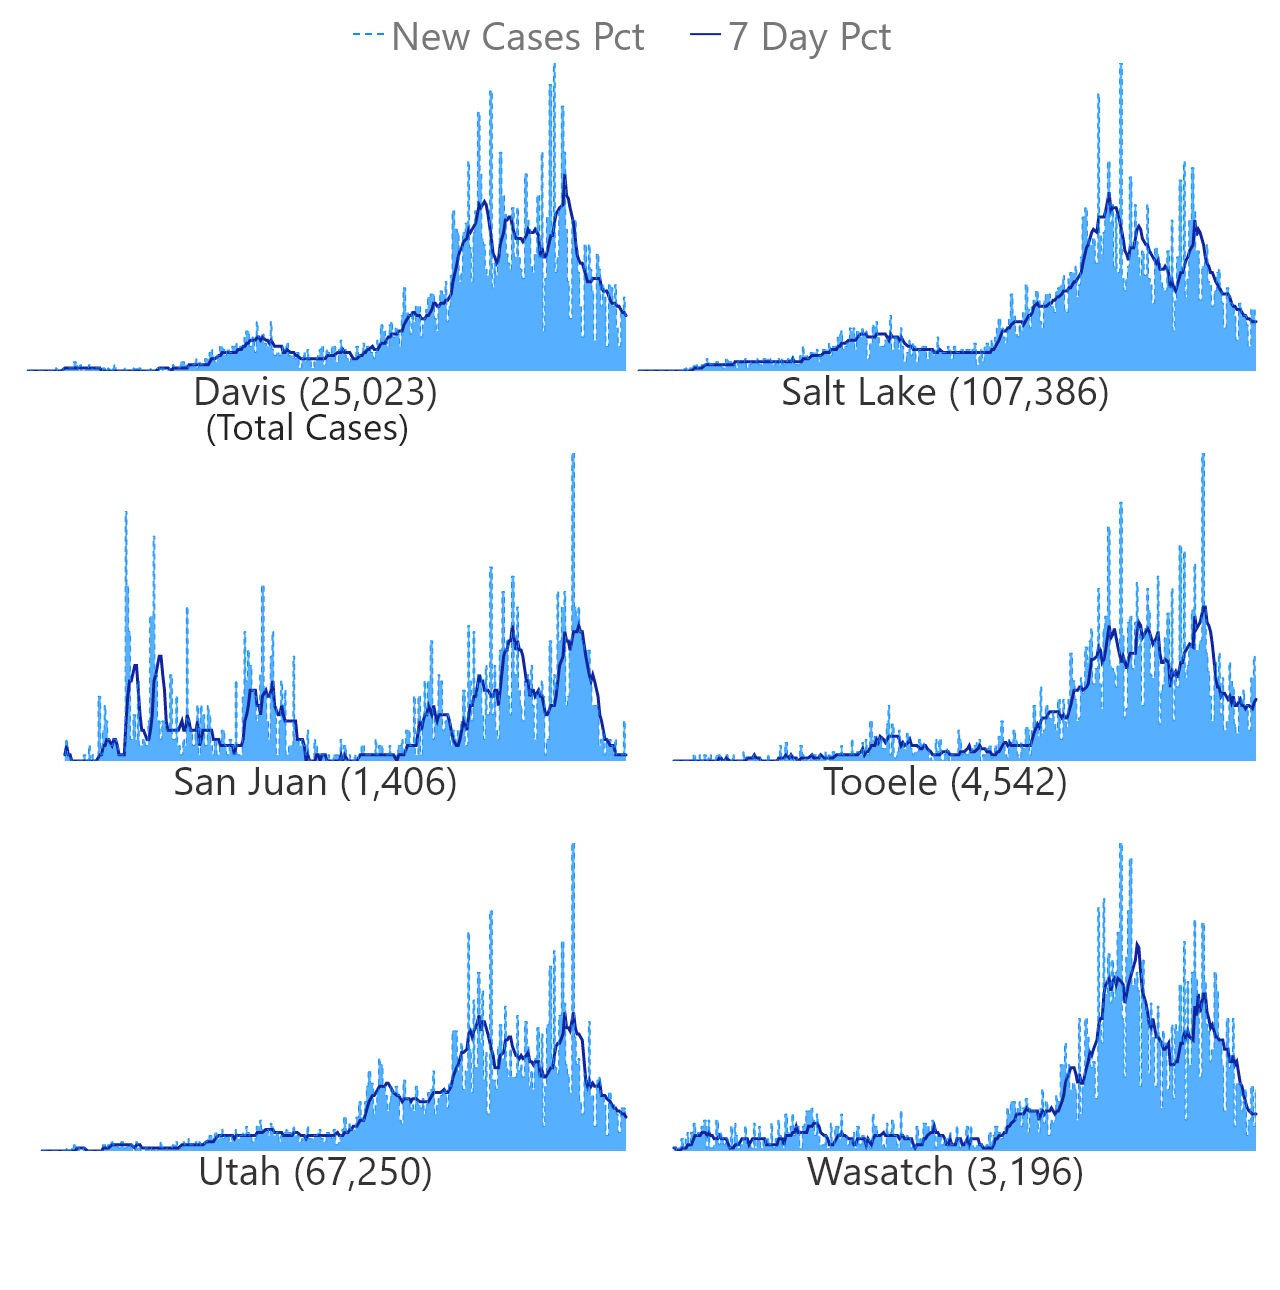 New Cases Pct 7 Day Pct
Davis (25,023) Salt Lake (107,386)
(Total Cases)
San Juan (1,406) Tooele (4,542)
Utah (67,250) Wasatch (3,196)